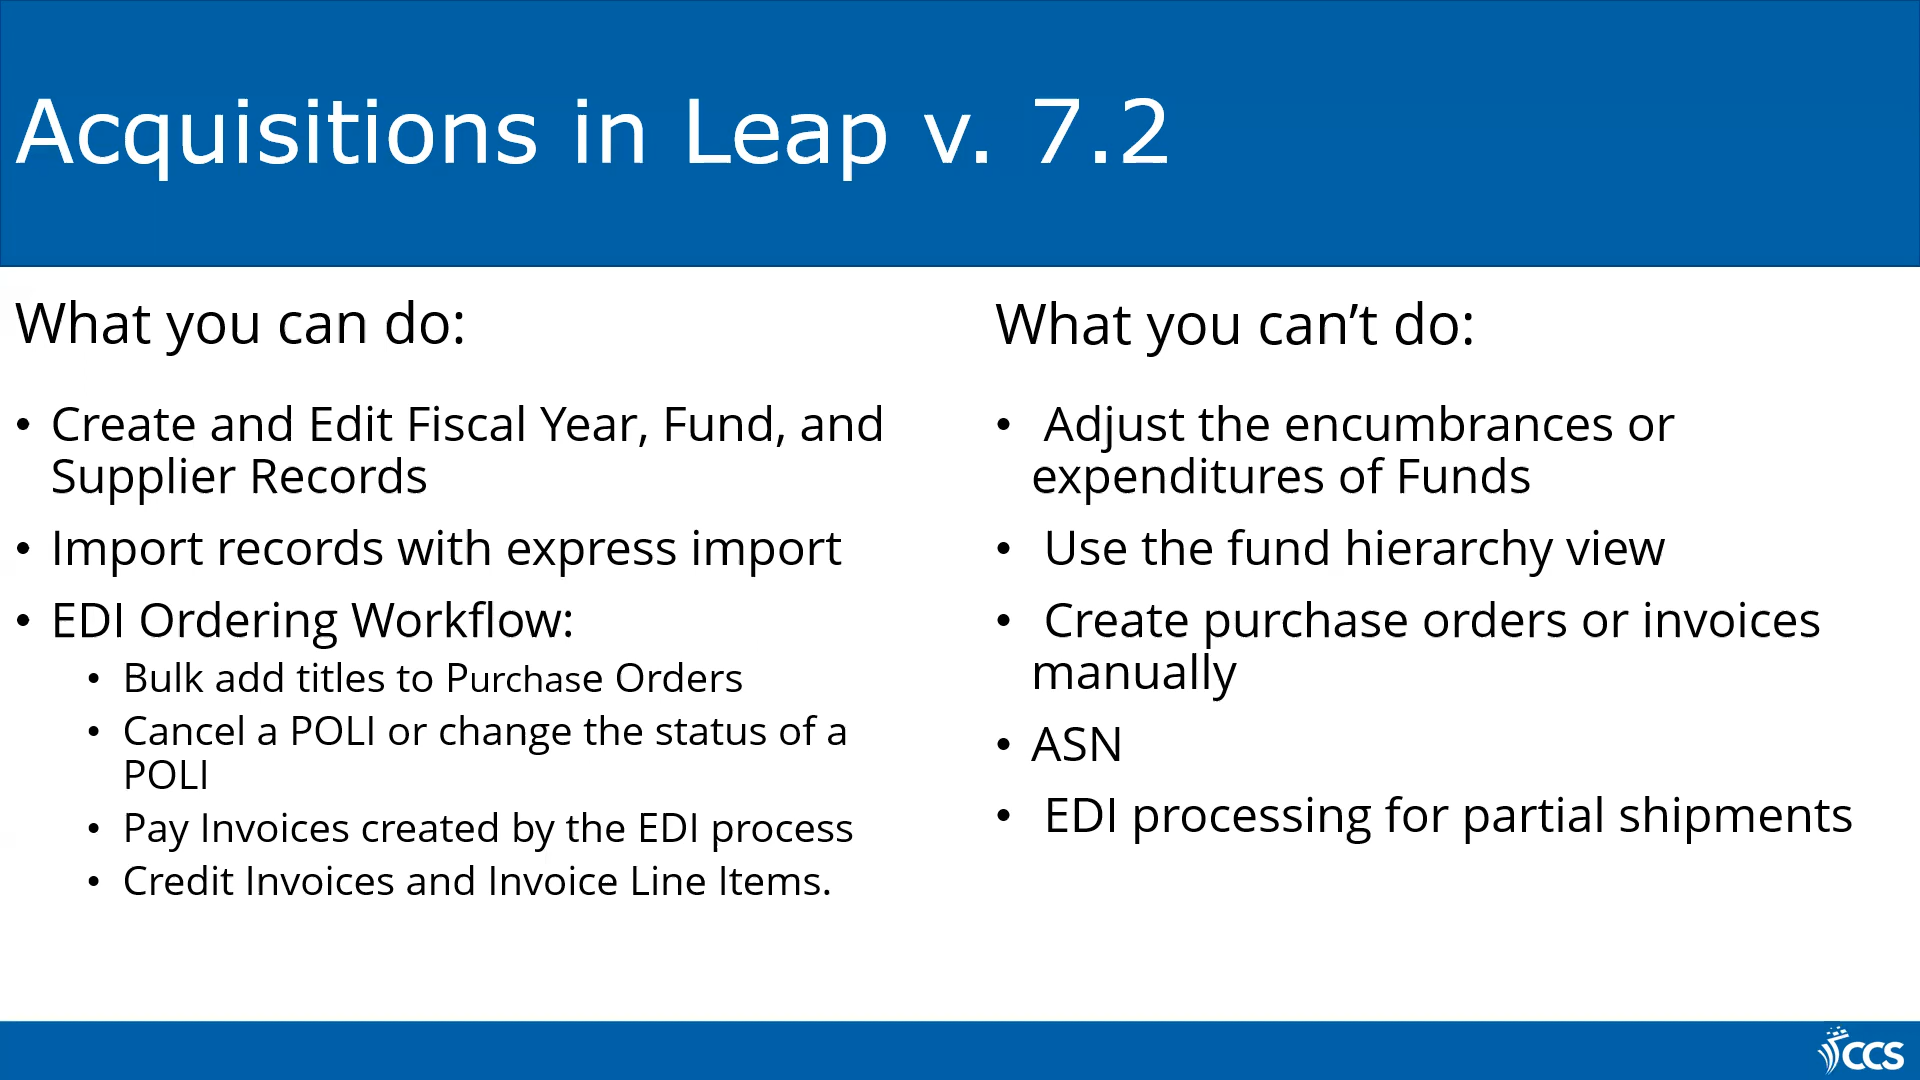 Acquisitions in Leap v. 7.2
What you can do:
• Create and Edit Fiscal Year, Fund, and
Supplier Records
• Import records with express import
• EDI Ordering Workflow:
• Bulk add titles to Purchase Orders
• Cancel a POLI or change the status of a
POLI
• Pay Invoices created by the EDI process
• Credit Invoices and Invoice Line Items.
What you can’t do:
• Adjust the encumbrances or
expenditures of Funds
• Use the fund hierarchy view
• Create purchase orders or invoices
manually
• ASN
• EDI processing for partial shipments
CCS